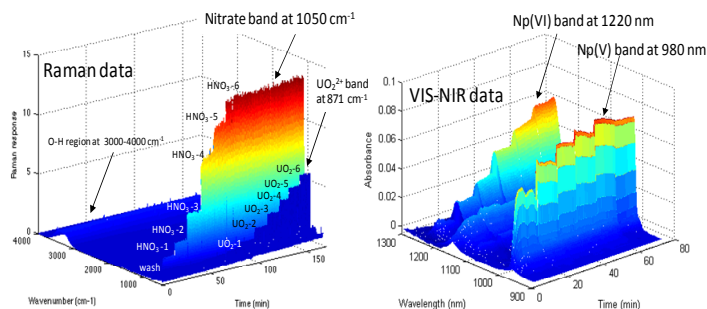 Nitrate band at 1050 cm⁻¹
Raman data
UO₂²⁺ band
at 871 cm⁻¹
O-H region at 3000-4000 cm⁻¹
HNO₃-6
HNO₃-5
HNO₃-4
HNO₃-3
HNO₃-2
HNO₃-1
wash
UO₂-6
UO₂-5
UO₂-4
UO₂-3
UO₂-2
UO₂-1
Raman response
15
10
5
0
4000
3000
2000
1000
Wavenumber (cm-1)
0
50
100
150
Time (min)
Np(VI) band at 1220 nm
Np(V) band at 980 nm
VIS-NIR data
Absorbance
0.1
0.08
0.06
0.04
0.02
0
1300
1200
1100
1000
900
Wavelength (nm)
0
20
40
60
80
Time (min)